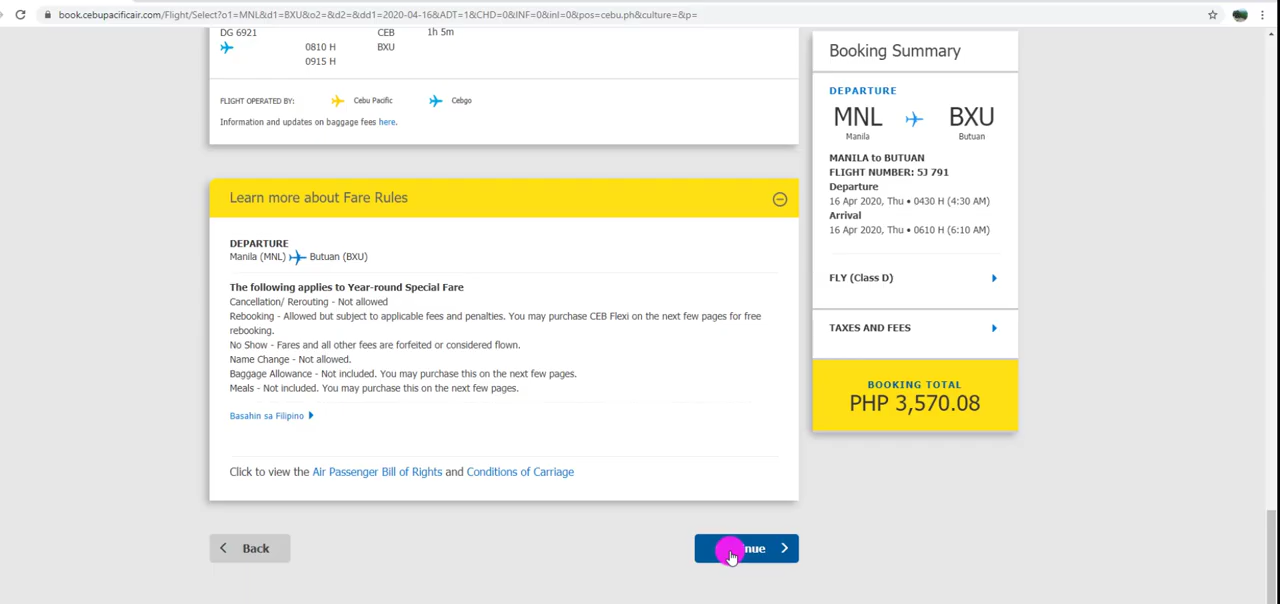 book.cebupacificair.com/Flight/Select?o1=MNL&d1=BXU&o2=&d2=&dd1=2020-04-16&ADT=1&CHD=0&INF=0&inl=0&pos=cebu.ph&culture=&p=
DG 6921 CEB 1h 5m
0810 H BXU
0915 H
FLIGHT OPERATED BY: Cebu Pacific Cebgo
Information and updates on baggage fees here.
Learn more about Fare Rules
DEPARTURE
Manila (MNL) Butuan (BXU)
The following applies to Year-round Special Fare
Cancellation/ Rerouting - Not allowed
Rebooking - Allowed but subject to applicable fees and penalties. You may purchase CEB Flexi on the next few pages for free
rebooking.
No Show - Fares and all other fees are forfeited or considered flown.
Name Change - Not allowed.
Baggage Allowance - Not included. You may purchase this on the next few pages.
Meals - Not included. You may purchase this on the next few pages.
Basahin sa Filipino
Click to view the Air Passenger Bill of Rights and Conditions of Carriage
Back
Booking Summary
DEPARTURE
MNL BXU
Manila Butuan
MANILA to BUTUAN
FLIGHT NUMBER: 5J 791
Departure
16 Apr 2020, Thu • 0430 H (4:30 AM)
Arrival
16 Apr 2020, Thu • 0610 H (6:10 AM)
FLY (Class D)
TAXES AND FEES
BOOKING TOTAL
PHP 3,570.08